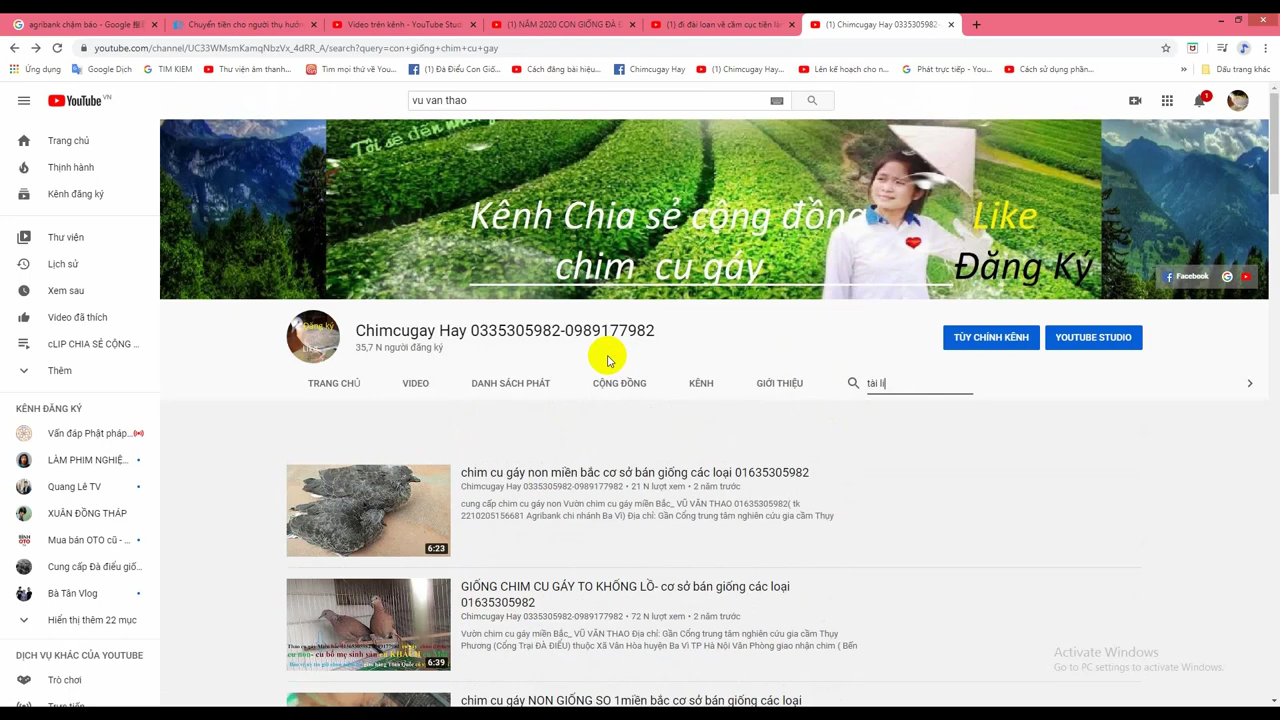 agribank chậm báo - Google 搜
Chuyển tiền cho người thụ hưởn
Video trên kênh - YouTube Studi
(1) NĂM 2020 CON GIỐNG ĐÀ Đ
(1) đi đài loan về cầm cục tiền làn
(1) Chimcugay Hay 0335305982-
youtube.com/channel/UC33WMsmKamqNbzVx_4dRR_A/search?query=con+giống+chim+cu+gay
Ứng dụng
Google Dịch
TIM KIEM
Thư viện âm thanh...
Tìm mọi thứ về You...
(1) Đà Điểu Con Giố...
Cách đăng bài hiệu...
Chimcugay Hay
(1) Chimcugay Hay...
Lên kế hoạch cho n...
Phát trực tiếp - You...
Cách sử dụng phần...
»
Dấu trang khác
YouTube VN
vu van thao
1
Trang chủ
Thịnh hành
Kênh đăng ký
Thư viện
Lịch sử
Xem sau
Video đã thích
cLIP CHIA SẺ CỘNG ...
Thêm
KÊNH ĐĂNG KÝ
Vấn đáp Phật pháp...
LÀM PHIM NGHIỆ...
Quang Lê TV
XUÂN ĐỒNG THÁP
Mua bán OTO cũ - ...
Cung cấp Đà điểu giố...
Bà Tân Vlog
Hiển thị thêm 22 mục
DỊCH VỤ KHÁC CỦA YOUTUBE
Trò chơi
Trực tiếp
Tôi sẽ đến
Kênh Chia sẻ cộng đồng
chim cu gáy
Like
Đăng Ký
Facebook
Đăng ký
Chimcugay Hay 0335305982-0989177982
35,7 N người đăng ký
TÙY CHỈNH KÊNH
YOUTUBE STUDIO
TRANG CHỦ
VIDEO
DANH SÁCH PHÁT
CỘNG ĐỒNG
KÊNH
GIỚI THIỆU
tài li
chim cu gáy non miền bắc cơ sở bán giống các loại 01635305982
Chimcugay Hay 0335305982-0989177982 • 21 N lượt xem • 2 năm trước
cung cấp chim cu gáy non Vườn chim cu gáy miền Bắc_ VŨ VĂN THAO 01635305982( tk
2210205156681 Agribank chi nhánh Ba Vì) Địa chỉ: Gần Cổng trung tâm nghiên cứu gia cầm Thụy
6:23
GIỐNG CHIM CU GÁY TO KHỔNG LỒ- cơ sở bán giống các loại
01635305982
Chimcugay Hay 0335305982-0989177982 • 72 N lượt xem • 2 năm trước
Vườn chim cu gáy miền Bắc_ VŨ VĂN THAO Địa chỉ: Gần Cổng trung tâm nghiên cứu gia cầm Thụy
Phương (Cổng Trại ĐÀ ĐIỂU) thuộc Xã Vân Hòa huyện Ba Vì TP Hà Nội Văn Phòng giao nhận chim ( Bến
6:39
chim cu gáy NON GIỐNG SO 1miền bắc cơ sở bán giống các loại
Activate Windows
Go to PC settings to activate Windows.